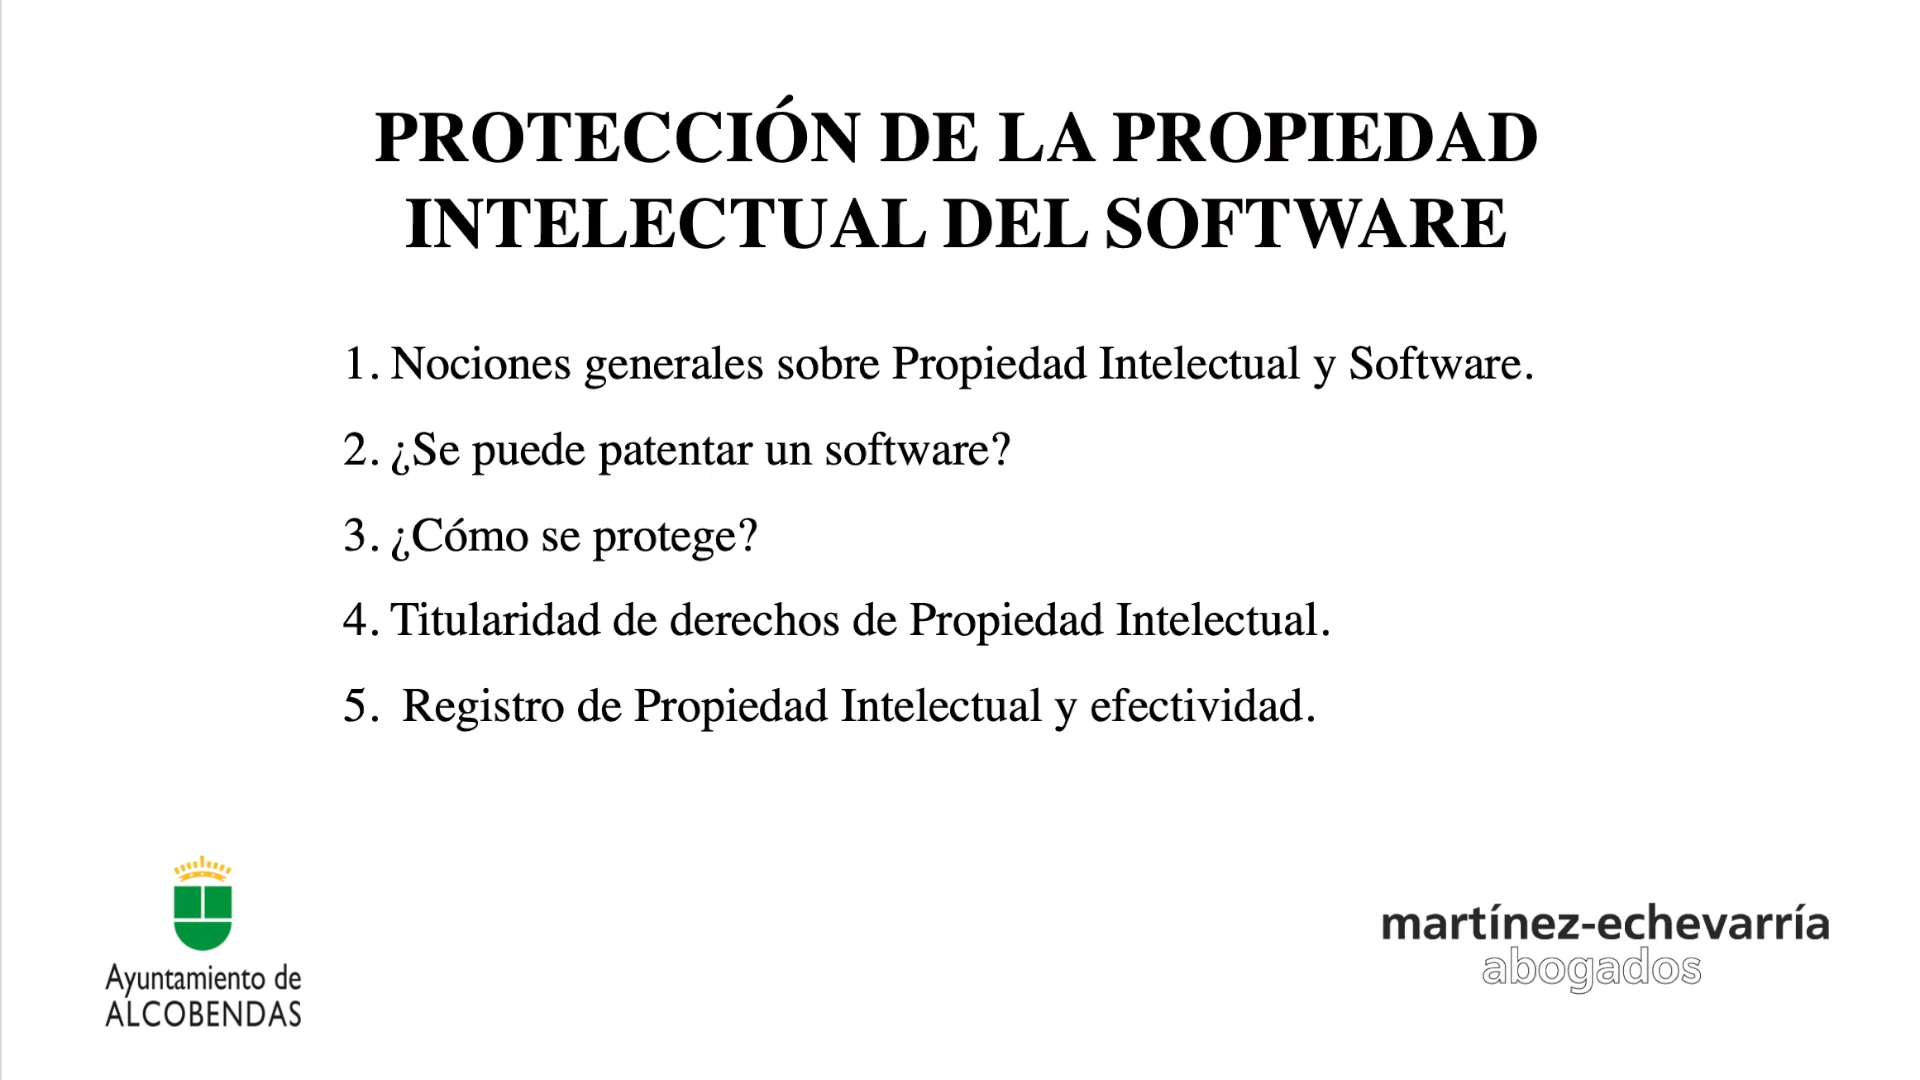 PROTECCIÓN DE LA PROPIEDAD
INTELECTUAL DEL SOFTWARE
1. Nociones generales sobre Propiedad Intelectual y Software.
2. ¿Se puede patentar un software?
3. ¿Cómo se protege?
4. Titularidad de derechos de Propiedad Intelectual.
5. Registro de Propiedad Intelectual y efectividad.
Ayuntamiento de
ALCOBENDAS
martínez-echevarría
abogados